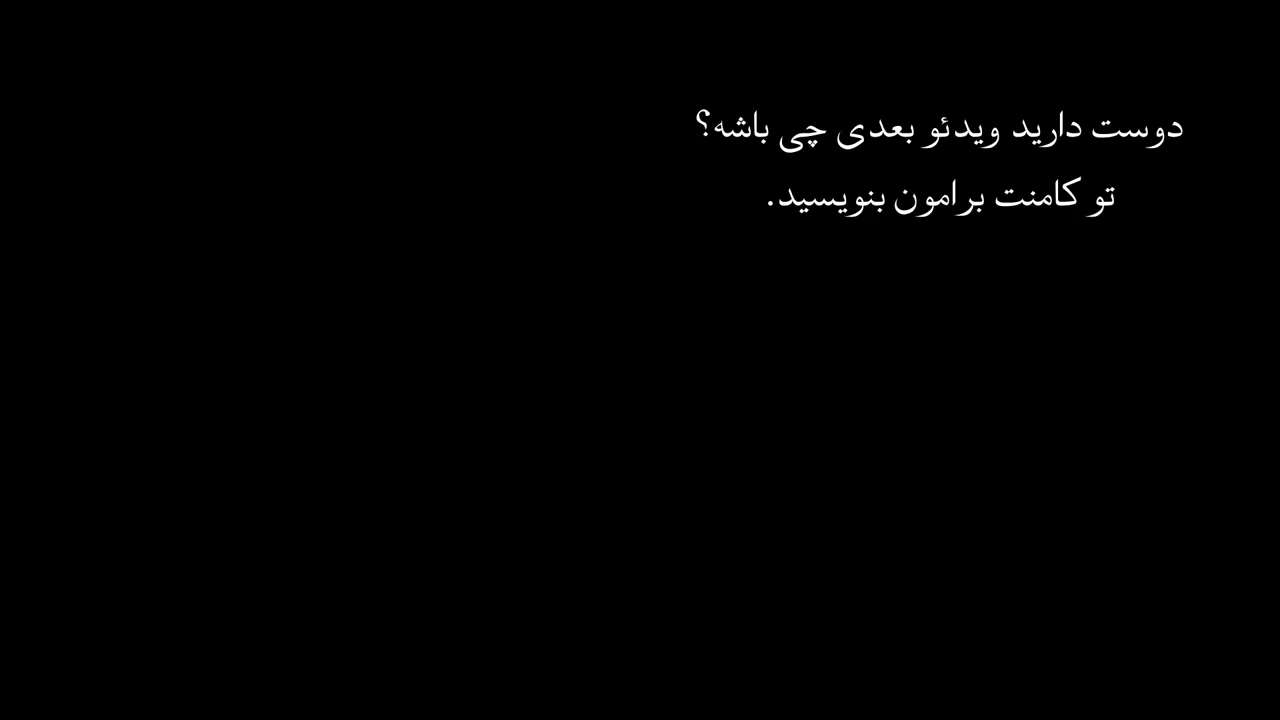 دوست دارید ویدئو بعدی چی باشه؟
تو کامنت برامون بنویسید.